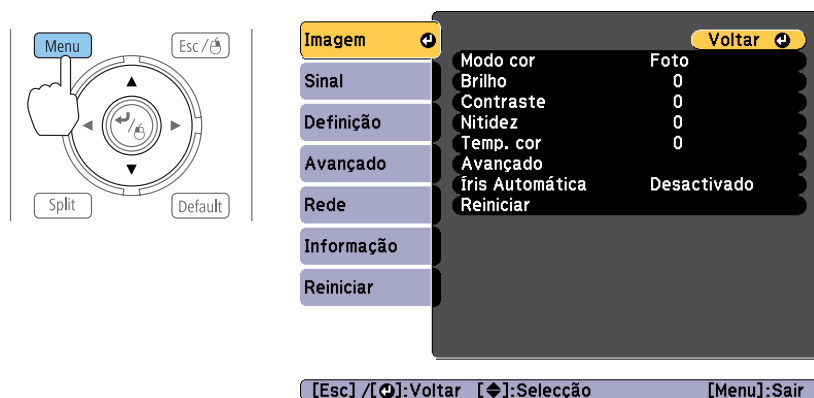 Menu
Esc /
Split
Default
Imagem
Sinal
Definição
Avançado
Rede
Informação
Reiniciar
Voltar
Modo cor Foto
Brilho 0
Contraste 0
Nitidez 0
Temp. cor 0
Avançado
Íris Automática Desactivado
Reiniciar
[Esc] /[ ]:Voltar [ ]:Selecção [Menu]:Sair